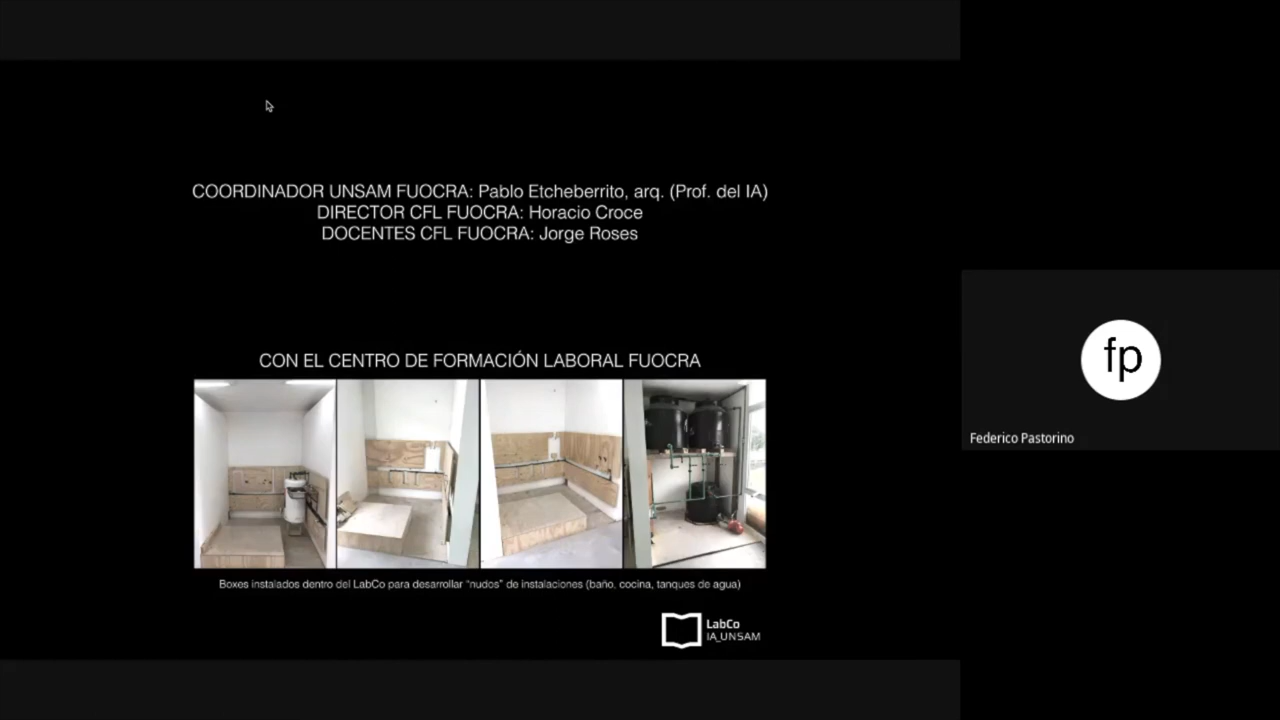 COORDINADOR UNSAM FUOCRA: Pablo Etcheberrito, arq. (Prof. del IA)
DIRECTOR CFL FUOCRA: Horacio Croce
DOCENTES CFL FUOCRA: Jorge Roses
CON EL CENTRO DE FORMACIÓN LABORAL FUOCRA
Boxes instalados dentro del LabCo para desarrollar “nudos” de instalaciones (baño, cocina, tanques de agua)
LabCo
IA_UNSAM
fp
Federico Pastorino